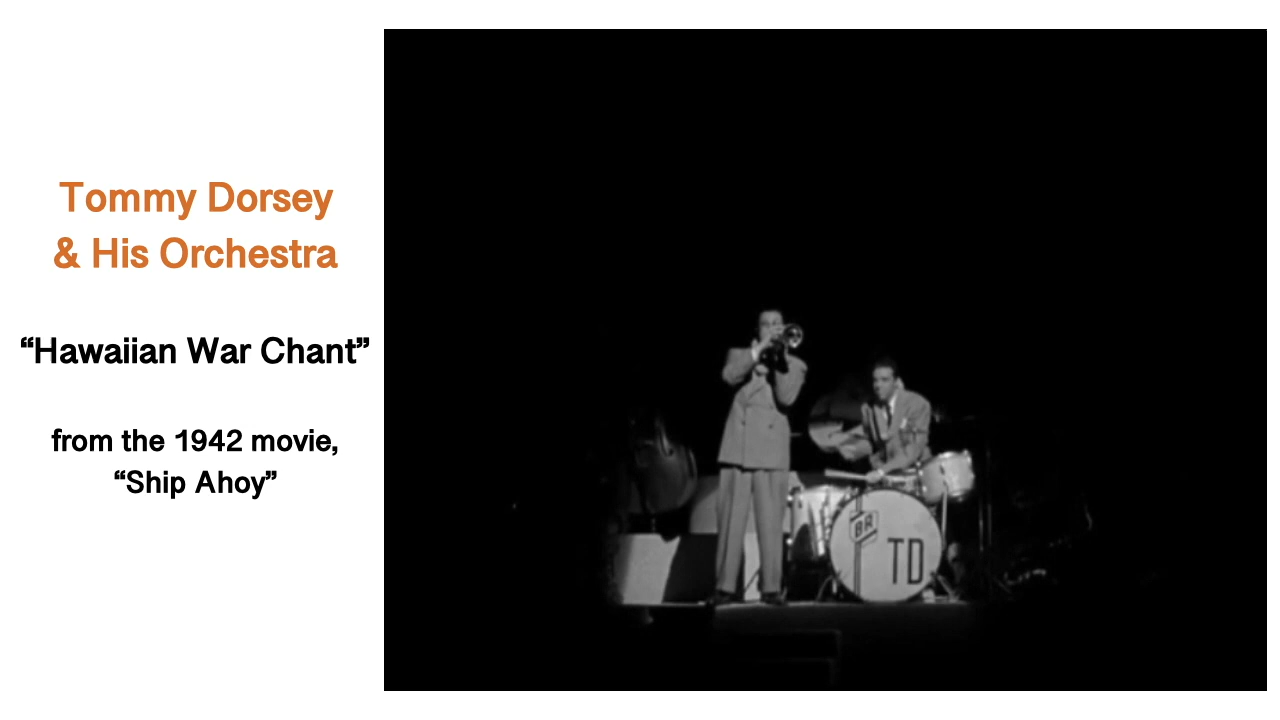 Tommy Dorsey
& His Orchestra
“Hawaiian War Chant”
from the 1942 movie,
“Ship Ahoy”
BR
TD